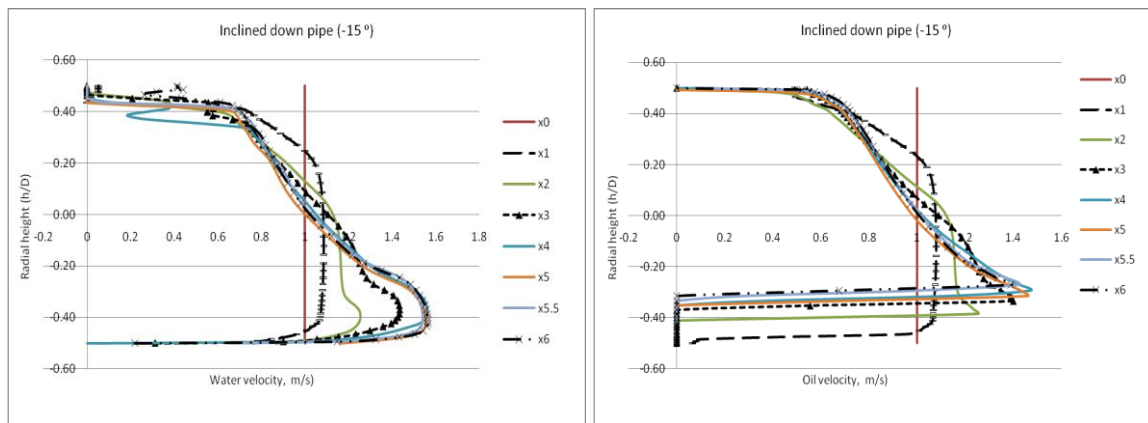 Inclined down pipe (-15 º)
Radial height (h/D)
0.60
0.40
0.20
0.00
-0.20
-0.40
-0.60
-0.2 0 0.2 0.4 0.6 0.8 1 1.2 1.4 1.6 1.8
Water velocity, m/s)
x0
x1
x2
x3
x4
x5
x5.5
x6
Inclined down pipe (-15 º)
Radial height (h/D)
0.60
0.40
0.20
0.00
-0.20
-0.40
-0.60
-0.2 0 0.2 0.4 0.6 0.8 1 1.2 1.4 1.6
Oil velocity, m/s)
x0
x1
x2
x3
x4
x5
x5.5
x6